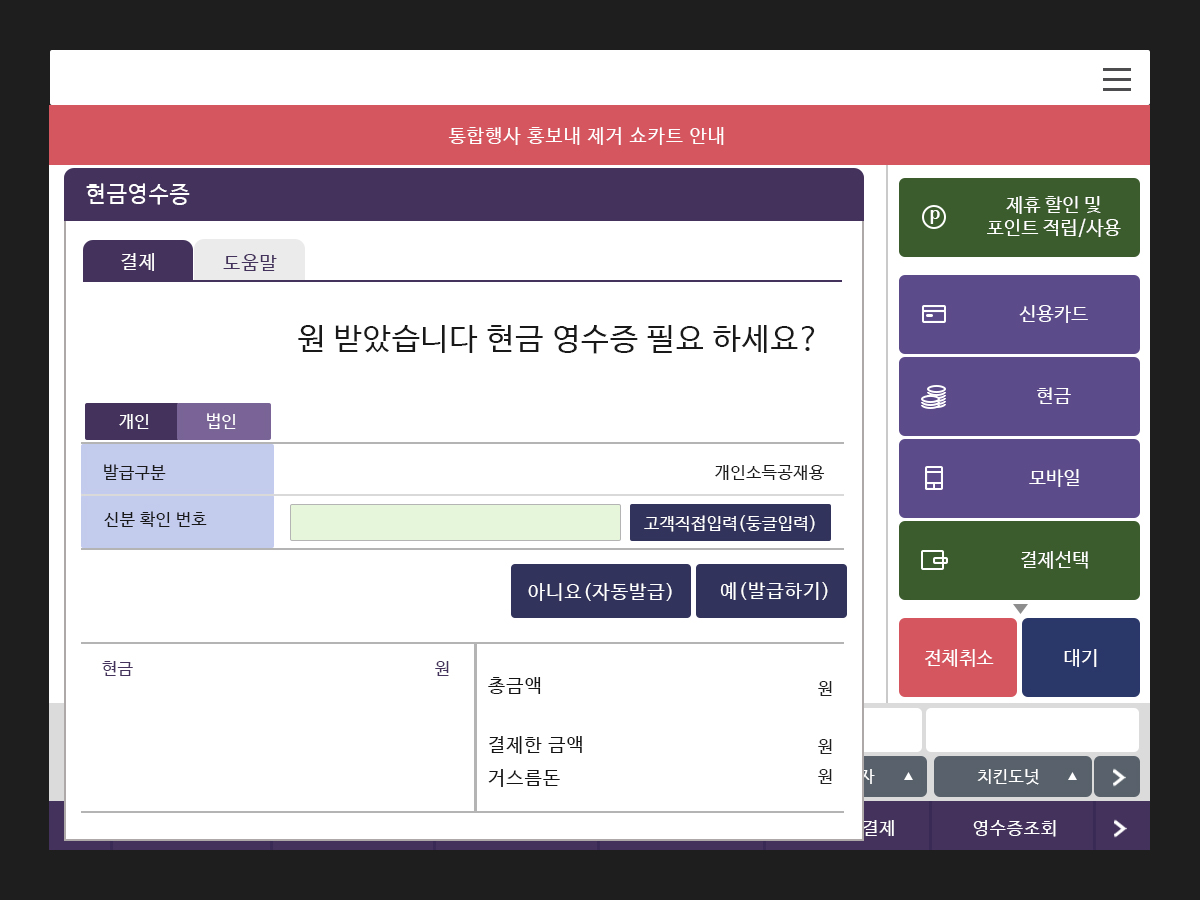 통합행사 홍보내 제거 쇼카트 안내
현금영수증
결제 도움말
원 받았습니다 현금 영수증 필요 하세요?
개인 법인
발급구분 개인소득공재용
신분 확인 번호 고객직접입력(둥글입력)
아니요(자동발급) 예(발급하기)
현금 원
총금액 원
결제한 금액 원
거스름돈 원
제휴 할인 및
포인트 적립/사용
신용카드
현금
모바일
결제선택
전체취소 대기
자 치킨도넛
결제 영수증조회